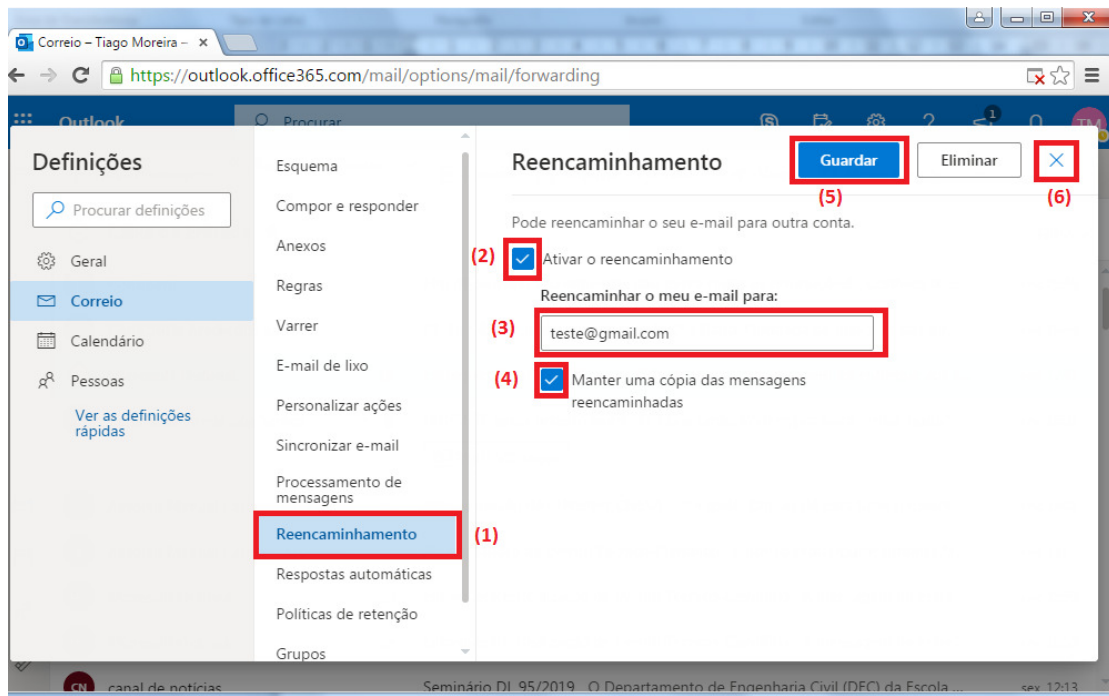 Correio – Tiago Moreira –
https://outlook.office365.com/mail/options/mail/forwarding
Outlook
Procurar
1
TM
Definições
Procurar definições
Geral
Correio
Calendário
Pessoas
Ver as definições
rápidas
Esquema
Compor e responder
Anexos
Regras
Varrer
E-mail de lixo
Personalizar ações
Sincronizar e-mail
Processamento de
mensagens
Reencaminhamento
(1)
Respostas automáticas
Políticas de retenção
Grupos
Reencaminhamento
Guardar
Eliminar
(5)
(6)
Pode reencaminhar o seu e-mail para outra conta.
(2)
Ativar o reencaminhamento
Reencaminhar o meu e-mail para:
(3)
teste@gmail.com
(4)
Manter uma cópia das mensagens
reencaminhadas
CN
canal de notícias
Seminário DL 95/2019 O Departamento de Engenharia Civil (DEC) da Escola ...
sex. 12:13